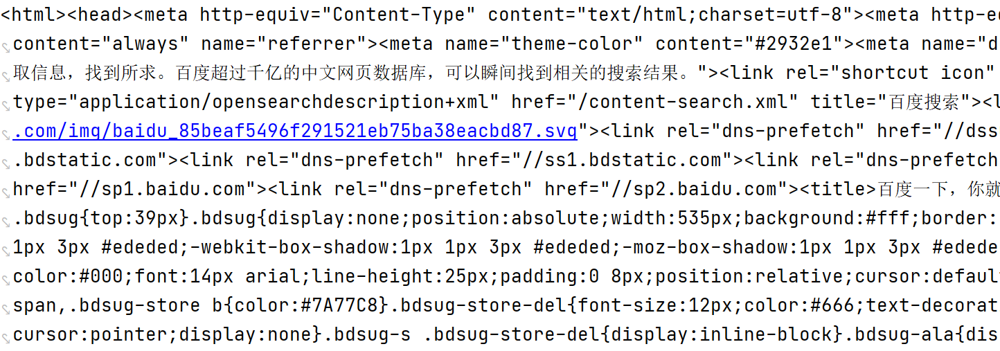 <html><head><meta http-equiv="Content-Type" content="text/html;charset=utf-8"><meta http-eq
content="always" name="referrer"><meta name="theme-color" content="#2932e1"><meta name="d
取信息，找到所求。百度超过千亿的中文网页数据库，可以瞬间找到相关的搜索结果。"><link rel="shortcut icon"
type="application/opensearchdescription+xml" href="/content-search.xml" title="百度搜索"><l
.com/img/baidu_85beaf5496f291521eb75ba38eacbd87.svg"><link rel="dns-prefetch" href="//dss
.bdstatic.com"><link rel="dns-prefetch" href="//ss1.bdstatic.com"><link rel="dns-prefetch
href="//sp1.baidu.com"><link rel="dns-prefetch" href="//sp2.baidu.com"><title>百度一下，你就
.bdsug{top:39px}.bdsug{display:none;position:absolute;width:535px;background:#fff;border:
1px 3px #ededed;-webkit-box-shadow:1px 1px 3px #ededed;-moz-box-shadow:1px 1px 3px #edede
color:#000;font:14px arial;line-height:25px;padding:0 8px;position:relative;cursor:default
span,.bdsug-store b{color:#7A77C8}.bdsug-store-del{font-size:12px;color:#666;text-decorat
cursor:pointer;display:none}.bdsug-s .bdsug-store-del{display:inline-block}.bdsug-ala{dis